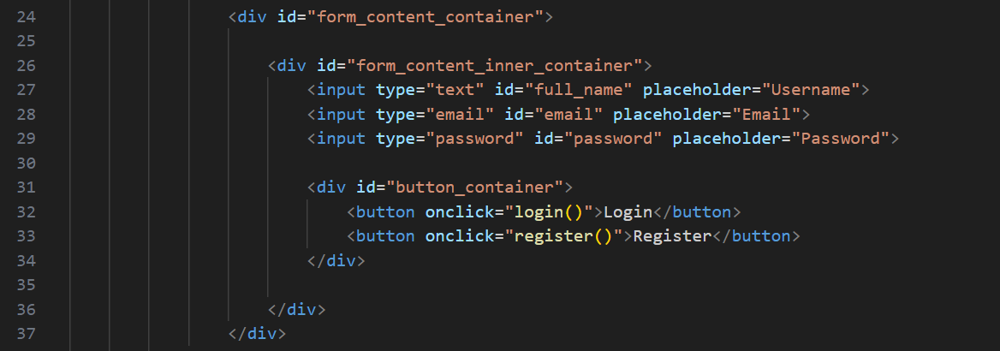 24 <div id="form_content_container">
25
26 <div id="form_content_inner_container">
27 <input type="text" id="full_name" placeholder="Username">
28 <input type="email" id="email" placeholder="Email">
29 <input type="password" id="password" placeholder="Password">
30
31 <div id="button_container">
32 <button onclick="login()">Login</button>
33 <button onclick="register()">Register</button>
34 </div>
35
36 </div>
37 </div>